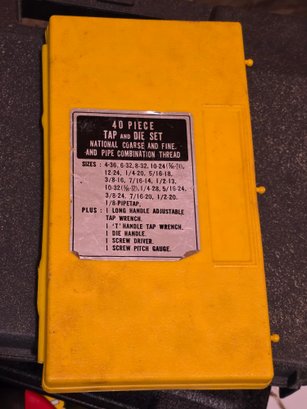 40 PIECE
TAP AND DIE SET
NATIONAL COARSE AND FINE,
AND PIPE COMBINATION THREAD
SIZES : 4-36, 6-32, 8-32, 10-24
12-24, 1/4-20, 5/16-18,
3/8-16, 7/16-14, 1/2-13,
10-32 1/4-28, 5/16-24
3/8-24, 7/16-20, 1/2-20.
1/8-PIPETAP.
PLUS : 1 LONG HANDLE ADJUSTABLE
TAP WRENCH.
1 'T' HANDLE TAP WRENCH.
1 DIE HANDLE.
1 SCREW DRIVER.
1 SCREW PITCH GAUGE.